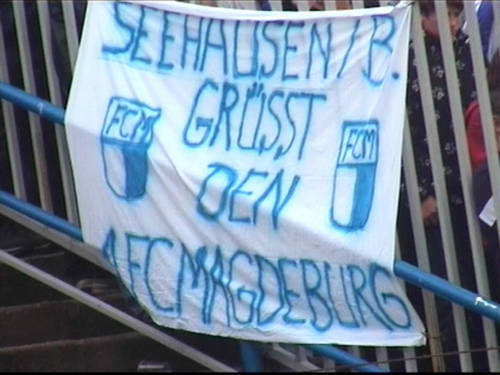 SEEHAUSEN / B.
GRÜSST
FCM
FCM
DEN
1.FC MAGDEBURG